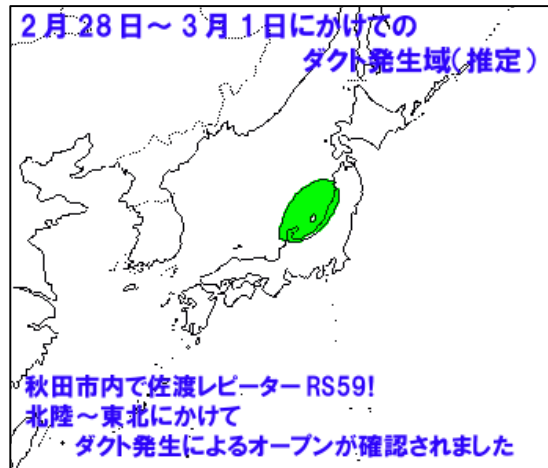 2月28日～3月1日にかけての
ダクト発生域(推定)
秋田市内で佐渡レピーターRS59!
北陸～東北にかけて
ダクト発生によるオープンが確認されました